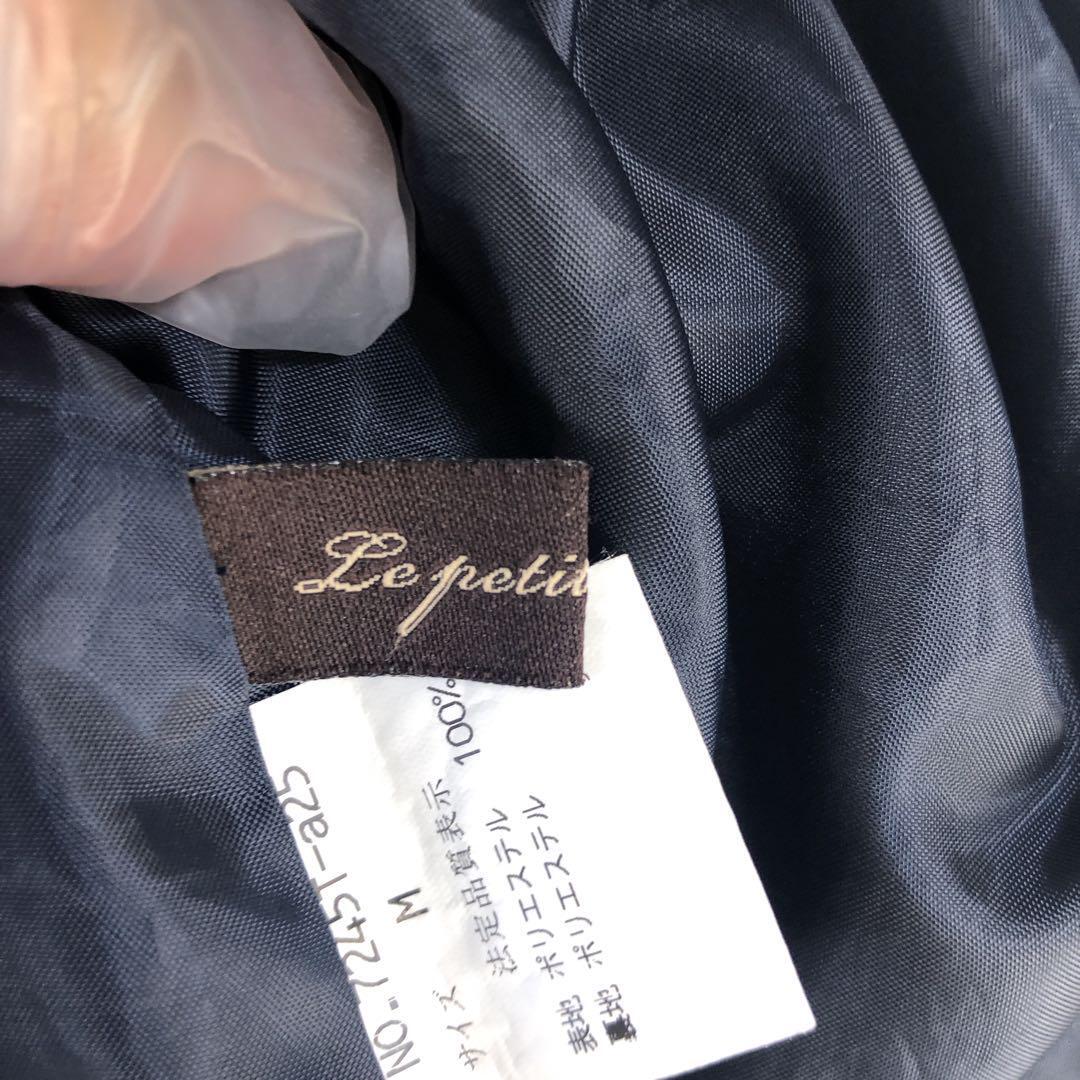 Le petit
NO.72451-a25
サイズ M
法定品質表示
表地 ポリエステル 100%
裏地 ポリエステル